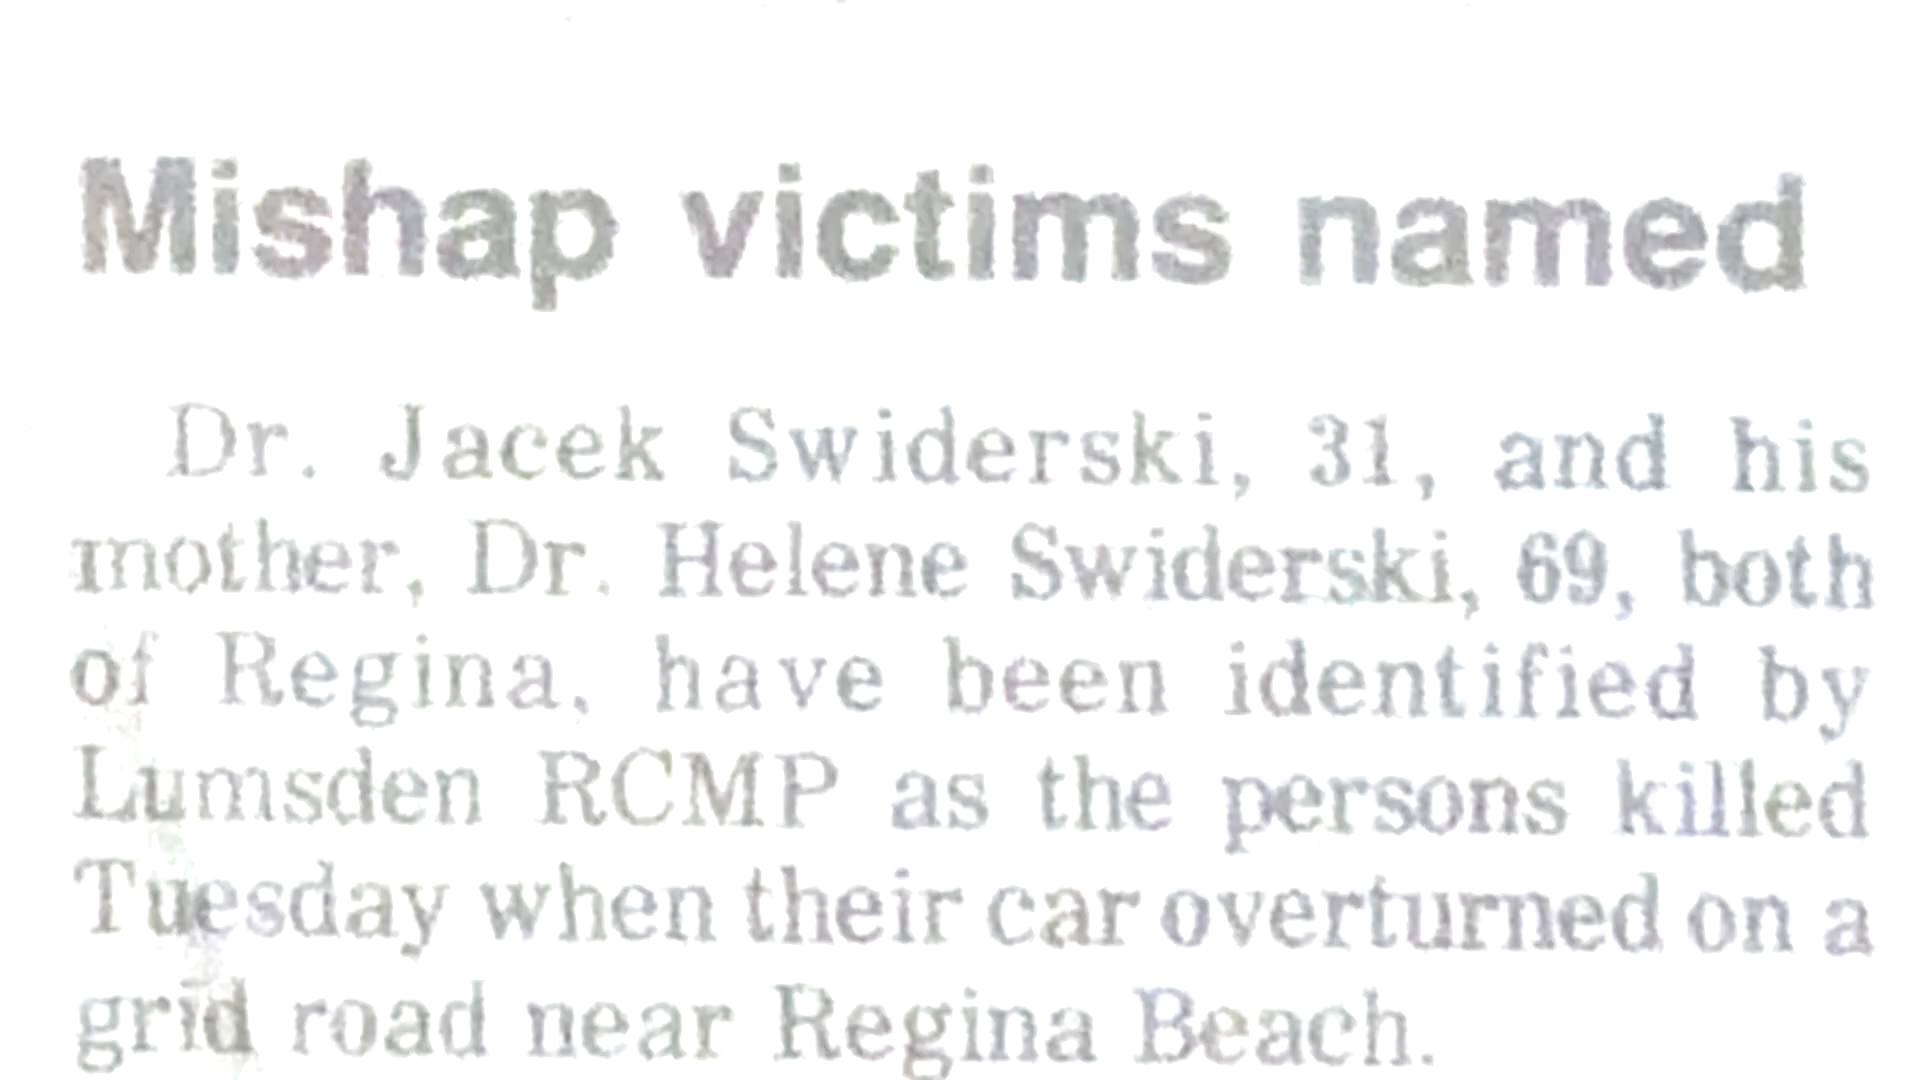 Mishap victims named
Dr. Jacek Swiderski, 31, and his
mother, Dr. Helene Swiderski, 69, both
of Regina, have been identified by
Lumsden RCMP as the persons killed
Tuesday when their car overturned on a
grid road near Regina Beach.